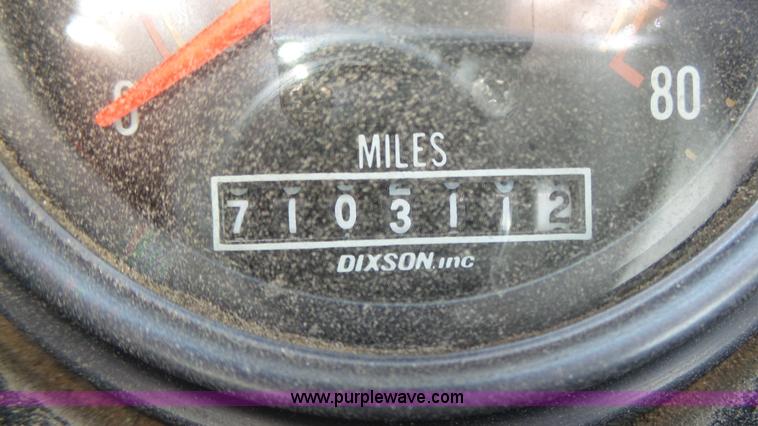 0
80
MILES
7103112
DIXSON, inc
www.purplewave.com